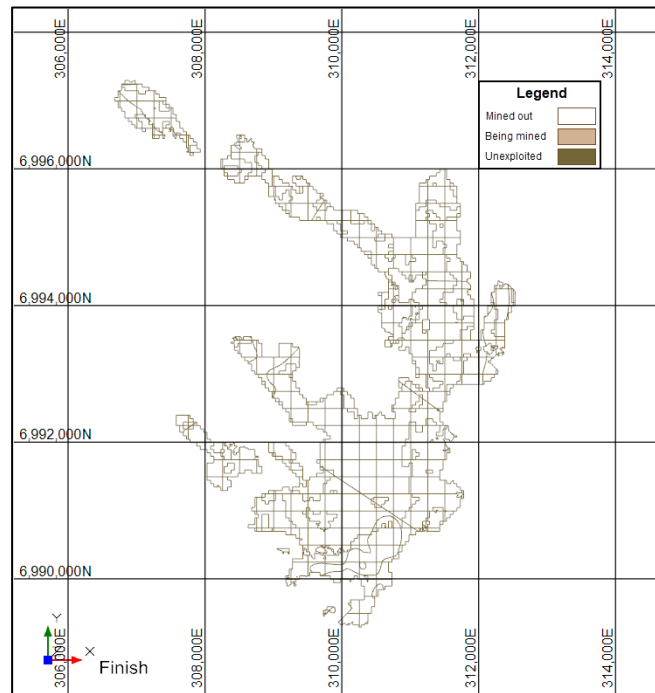 306,000E
308,000E
310,000E
312,000E
314,000E
Legend
Mined out
Being mined
Unexploited
6,996,000N
6,994,000N
6,992,000N
6,990,000N
Y
X
Finish
306,000E
308,000E
310,000E
312,000E
314,000E